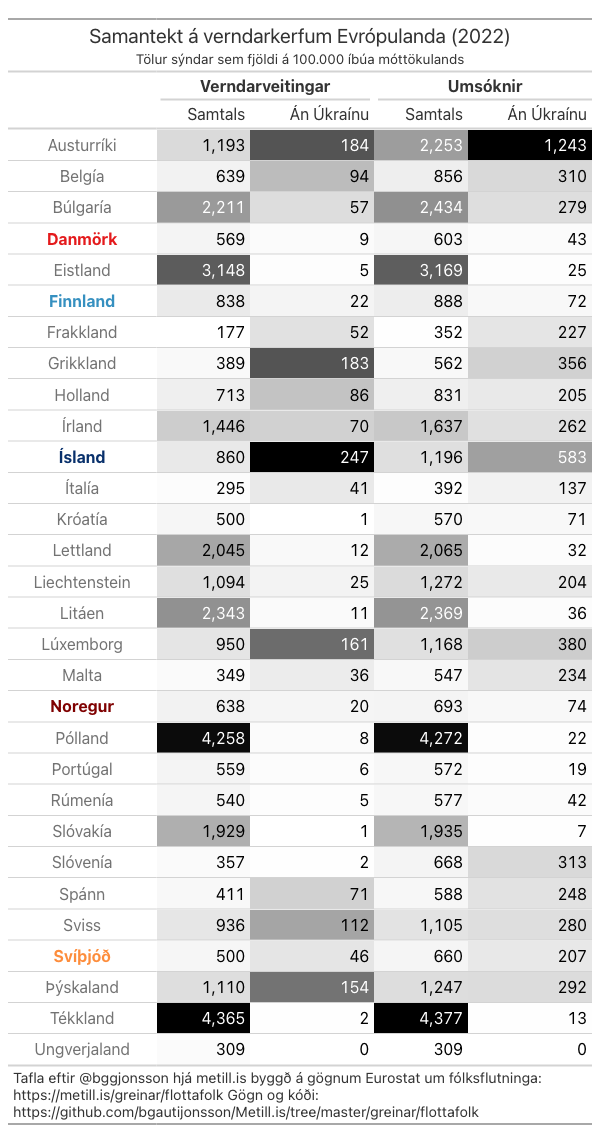 Samantekt á verndarkerfum Evrópulanda (2022)
Tölur sýndar sem fjöldi á 100.000 íbúa móttökulands
Verndarveitingar Umsóknir
Samtals Án Úkraínu Samtals Án Úkraínu
Austurríki 1,193 184 2,253 1,243
Belgía 639 94 856 310
Búlgaría 2,211 57 2,434 279
Danmörk 569 9 603 43
Eistland 3,148 5 3,169 25
Finnland 838 22 888 72
Frakkland 177 52 352 227
Grikkland 389 183 562 356
Holland 713 86 831 205
Írland 1,446 70 1,637 262
Ísland 860 247 1,196 583
Ítalía 295 41 392 137
Króatía 500 1 570 71
Lettland 2,045 12 2,065 32
Liechtenstein 1,094 25 1,272 204
Litáen 2,343 11 2,369 36
Lúxemborg 950 161 1,168 380
Malta 349 36 547 234
Noregur 638 20 693 74
Pólland 4,258 8 4,272 22
Portúgal 559 6 572 19
Rúmenía 540 5 577 42
Slóvakía 1,929 1 1,935 7
Slóvenía 357 2 668 313
Spánn 411 71 588 248
Sviss 936 112 1,105 280
Svíþjóð 500 46 660 207
Þýskaland 1,110 154 1,247 292
Tékkland 4,365 2 4,377 13
Ungverjaland 309 0 309 0
Tafla eftir @bggjonsson hjá metill.is byggð á gögnum Eurostat um fólksflutninga:
https://metill.is/greinar/flottafolk Gögn og kóði:
https://github.com/bgautijonsson/Metill.is/tree/master/greinar/flottafolk